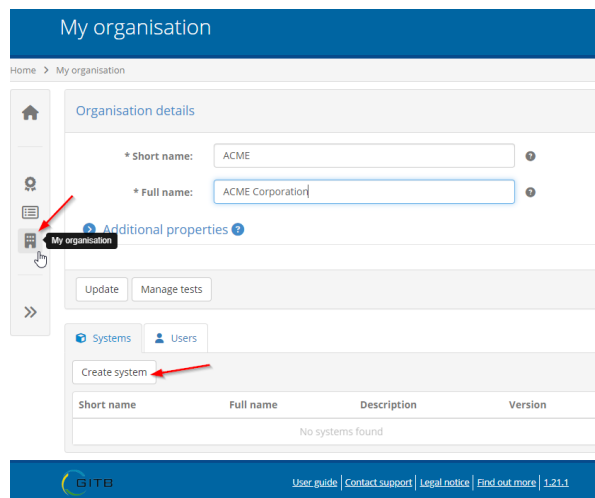 My organisation
Home > My organisation
Organisation details
* Short name: ACME
* Full name: ACME Corporation
Additional properties
My organisation
Update Manage tests
Systems Users
Create system
Short name Full name Description Version
No systems found
GITB User guide | Contact support | Legal notice | Find out more | 1.21.1